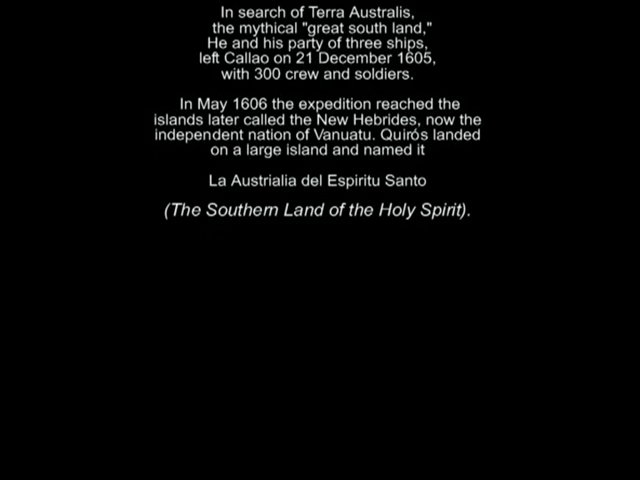 In search of Terra Australis,
the mythical "great south land,"
He and his party of three ships,
left Callao on 21 December 1605,
with 300 crew and soldiers.
In May 1606 the expedition reached the
islands later called the New Hebrides, now the
independent nation of Vanuatu. Quirós landed
on a large island and named it
La Austrialia del Espiritu Santo
(The Southern Land of the Holy Spirit).